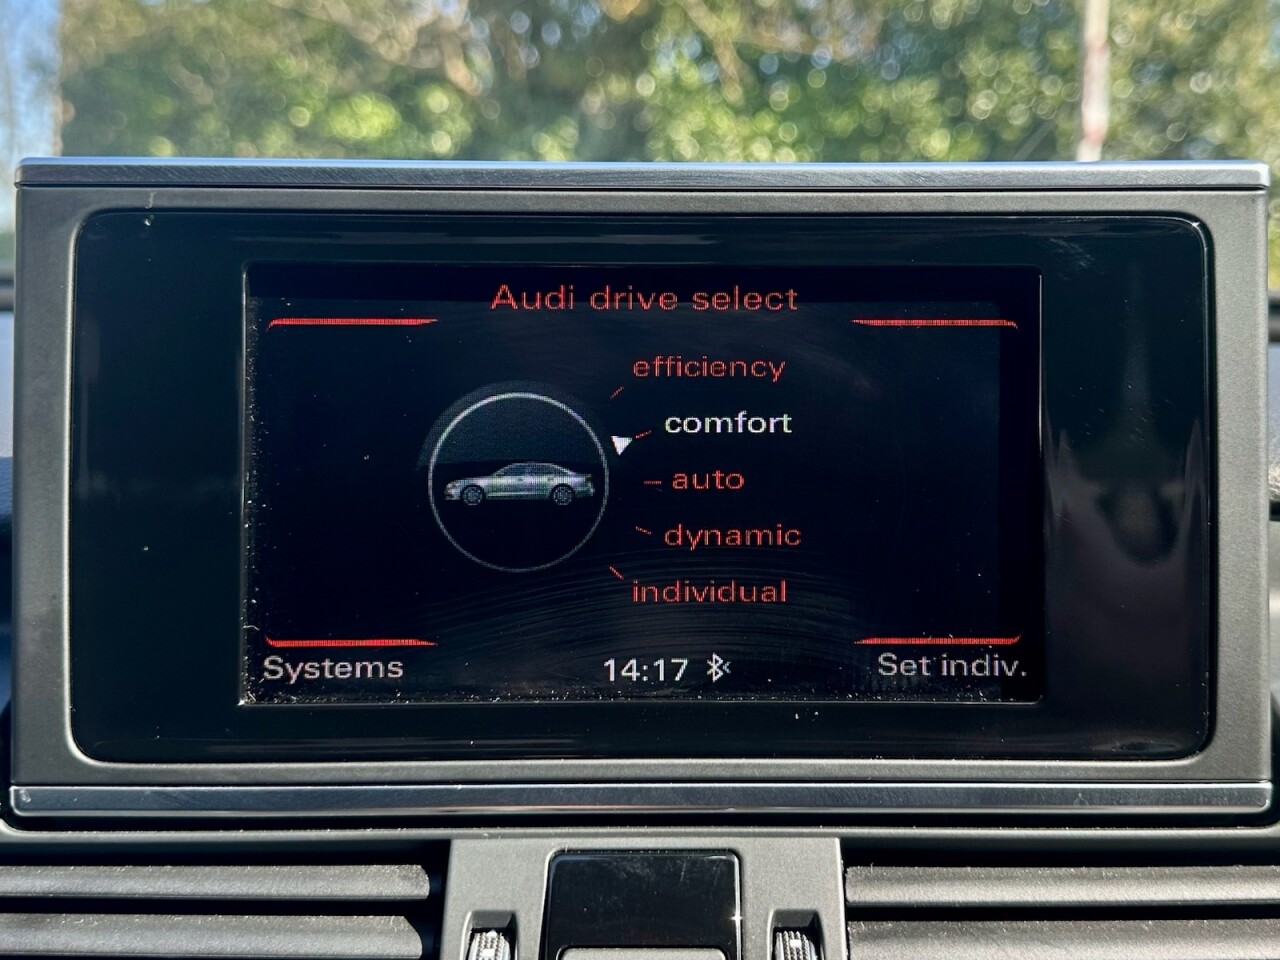 Audi drive select
efficiency
comfort
auto
dynamic
individual
Systems
14:17
Set indiv.